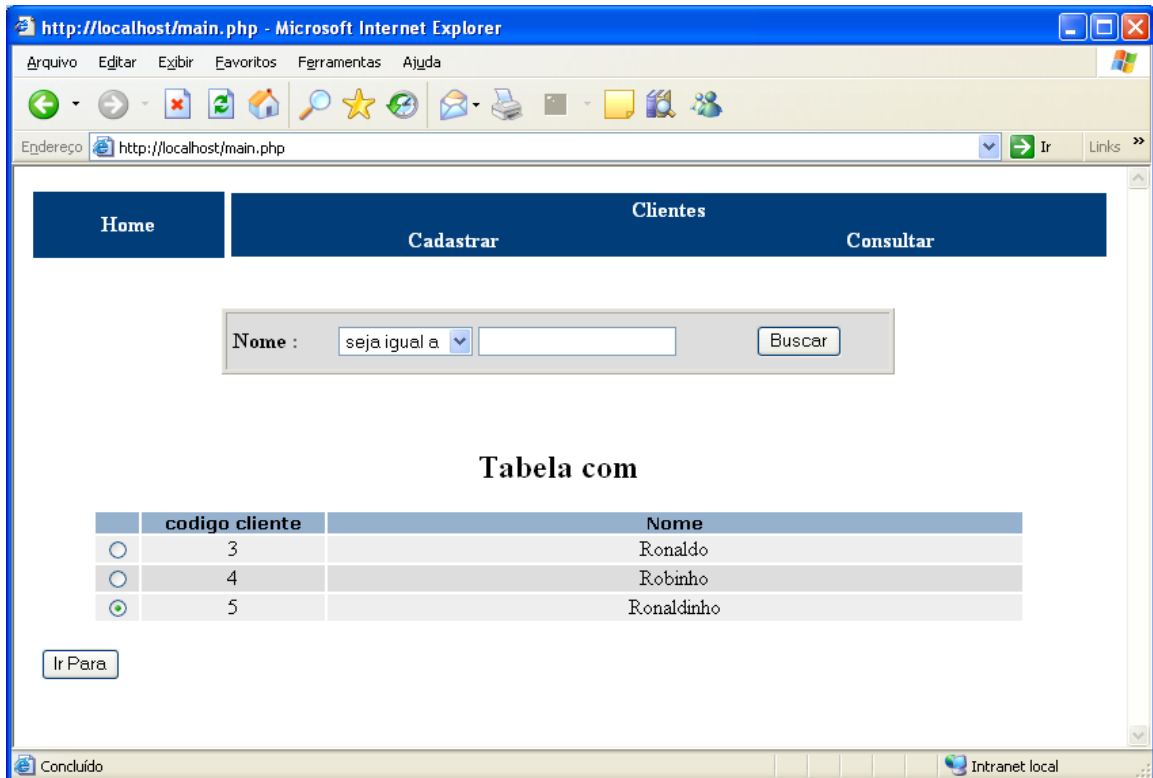 http://localhost/main.php - Microsoft Internet Explorer
Arquivo Editar Exibir Favoritos Ferramentas Ajuda
Endereço http://localhost/main.php Ir Links »
Home
Clientes
Cadastrar Consultar
Nome : seja igual a Buscar
Tabela com
codigo cliente Nome
3 Ronaldo
4 Robinho
5 Ronaldinho
Ir Para
Concluído Intranet local